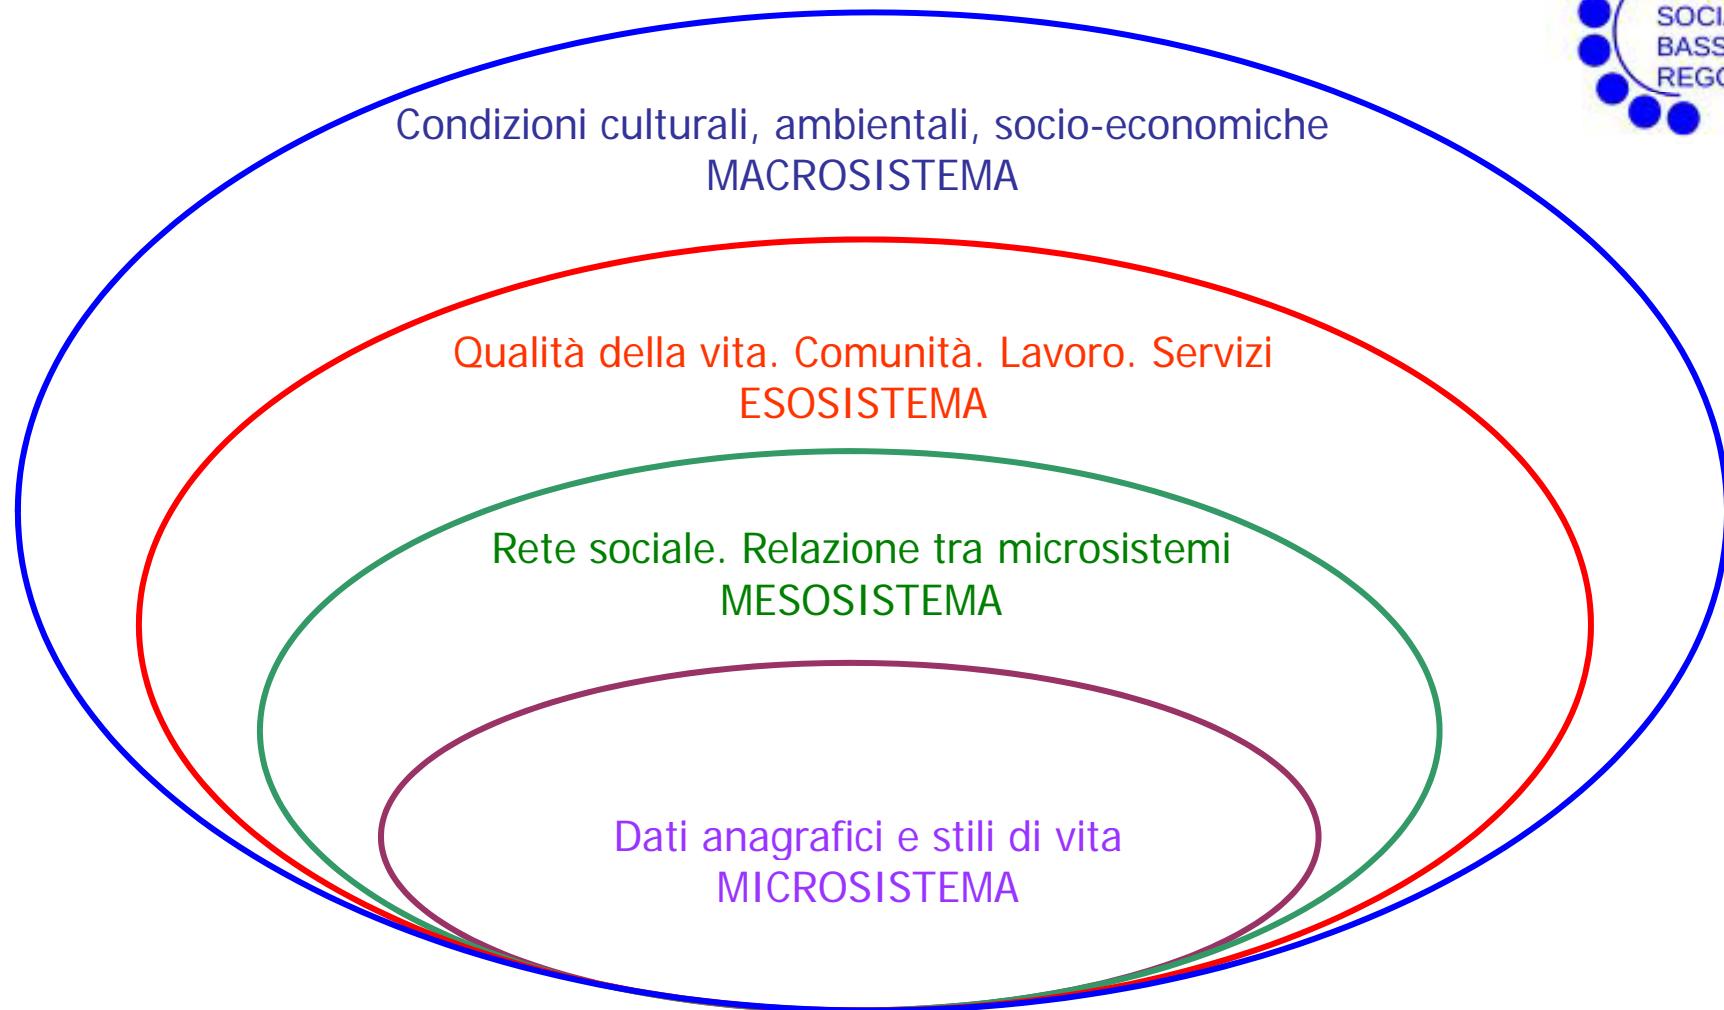 Condizioni culturali, ambientali, socio-economiche
MACROSISTEMA
Qualità della vita. Comunità. Lavoro. Servizi
ESOSISTEMA
Rete sociale. Relazione tra microsistemi
MESOSISTEMA
Dati anagrafici e stili di vita
MICROSISTEMA